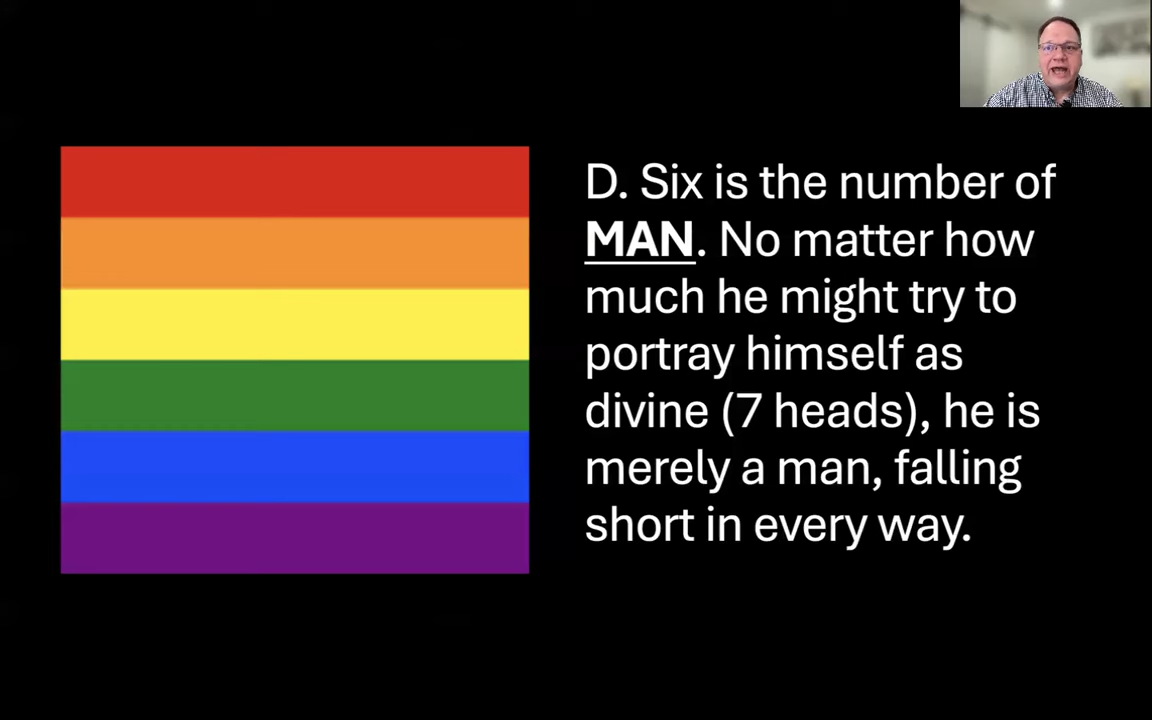 D. Six is the number of
MAN. No matter how
much he might try to
portray himself as
divine (7 heads), he is
merely a man, falling
short in every way.